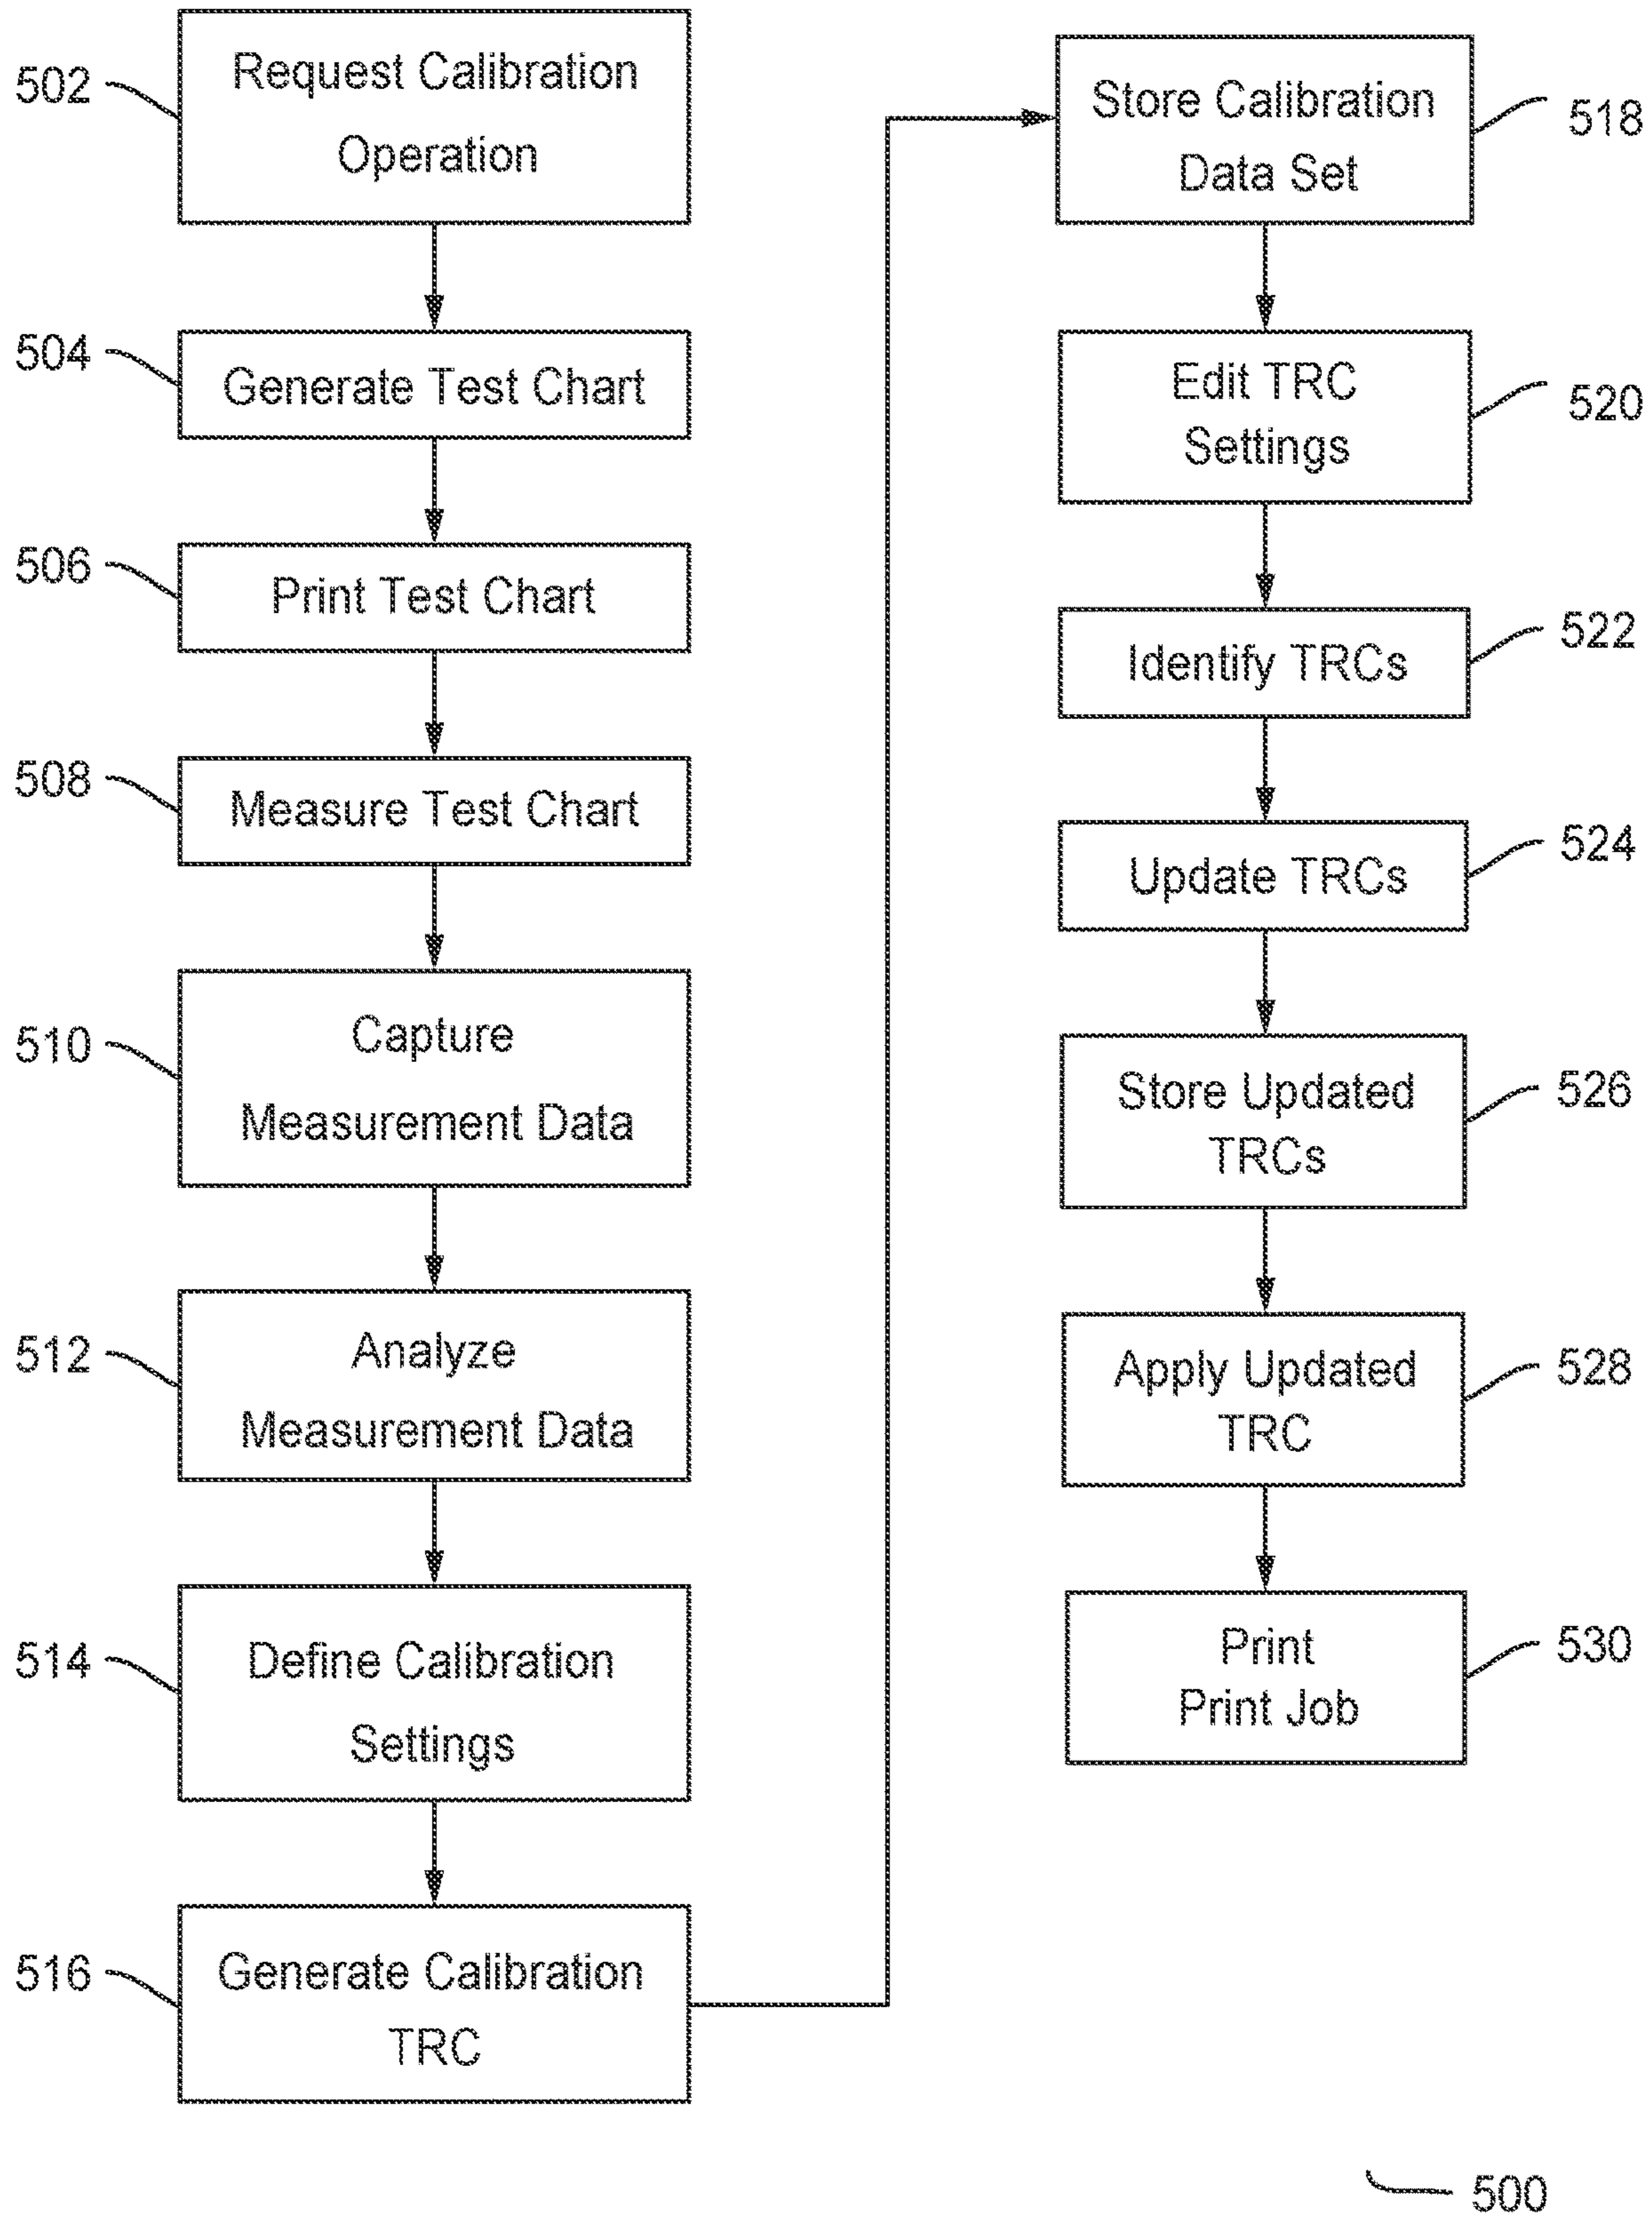 502
Request Calibration
Operation
504
Generate Test Chart
506
Print Test Chart
508
Measure Test Chart
510
Capture
Measurement Data
512
Analyze
Measurement Data
514
Define Calibration
Settings
516
Generate Calibration
TRC
Store Calibration
Data Set
518
Edit TRC
Settings
520
Identify TRCs
522
Update TRCs
524
Store Updated
TRCs
526
Apply Updated
TRC
528
Print
Print Job
530
500